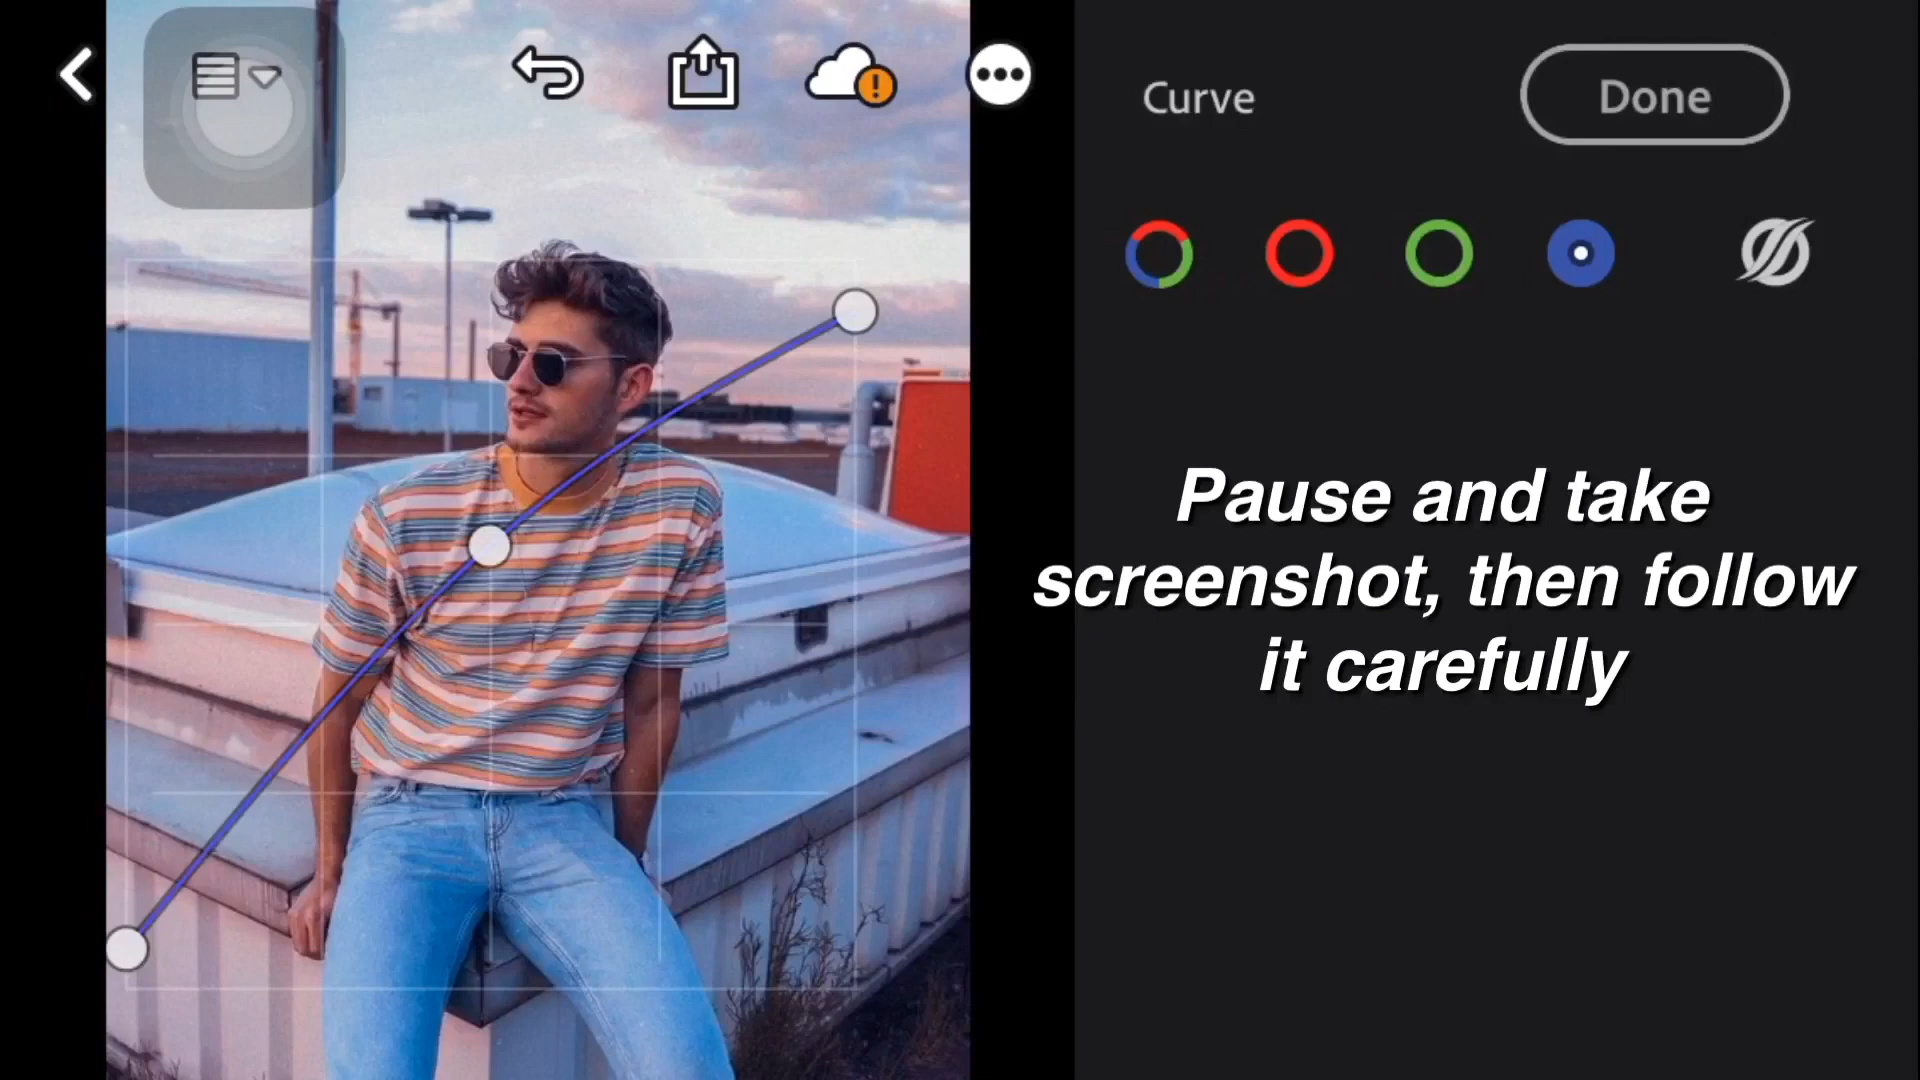 Curve
Done
Pause and take
screenshot, then follow
it carefully